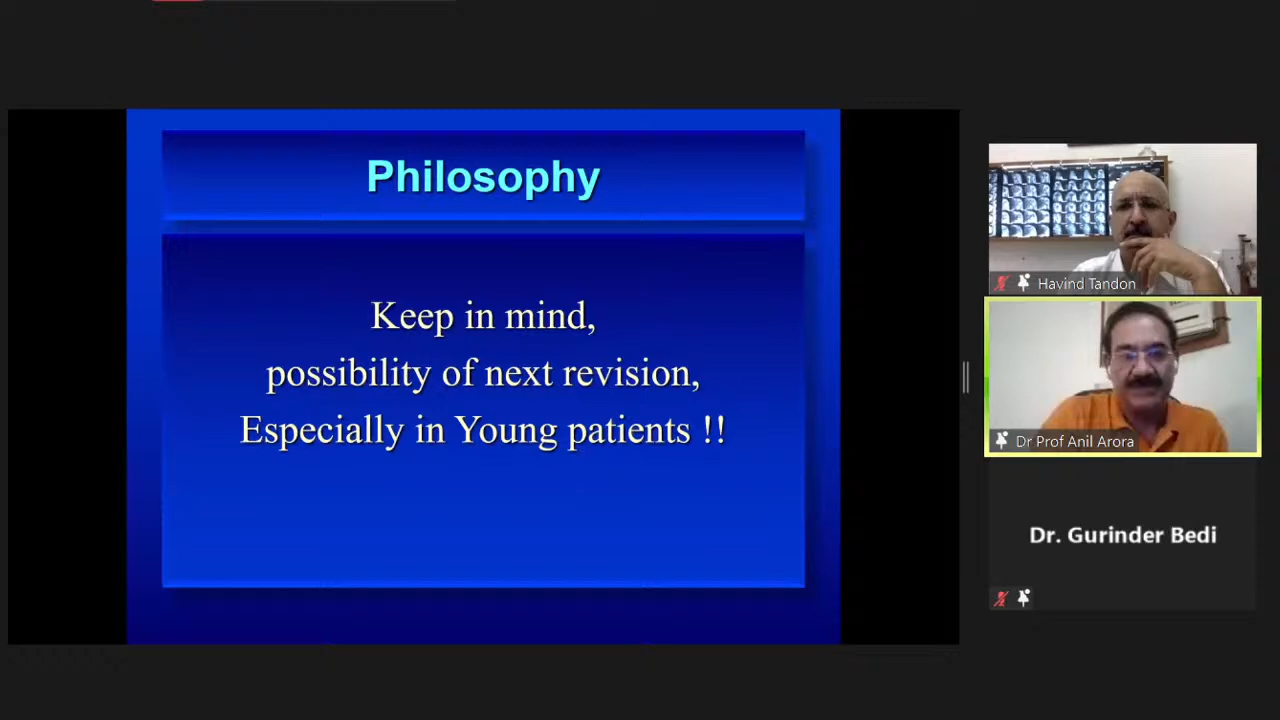 Philosophy
Keep in mind,
possibility of next revision,
Especially in Young patients !!
Havind Tandon
Dr Prof Anil Arora
Dr. Gurinder Bedi